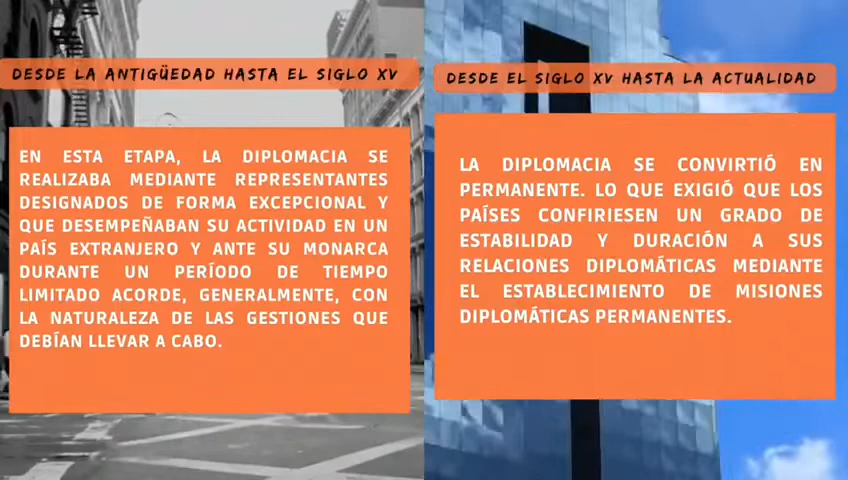 DESDE LA ANTIGÜEDAD HASTA EL SIGLO XV
EN ESTA ETAPA, LA DIPLOMACIA SE
REALIZABA MEDIANTE REPRESENTANTES
DESIGNADOS DE FORMA EXCEPCIONAL Y
QUE DESEMPEÑABAN SU ACTIVIDAD EN UN
PAÍS EXTRANJERO Y ANTE SU MONARCA
DURANTE UN PERÍODO DE TIEMPO
LIMITADO ACORDE, GENERALMENTE, CON
LA NATURALEZA DE LAS GESTIONES QUE
DEBÍAN LLEVAR A CABO.
DESDE EL SIGLO XV HASTA LA ACTUALIDAD
LA DIPLOMACIA SE CONVIRTIÓ EN
PERMANENTE. LO QUE EXIGIÓ QUE LOS
PAÍSES CONFIRIESEN UN GRADO DE
ESTABILIDAD Y DURACIÓN A SUS
RELACIONES DIPLOMÁTICAS MEDIANTE
EL ESTABLECIMIENTO DE MISIONES
DIPLOMÁTICAS PERMANENTES.